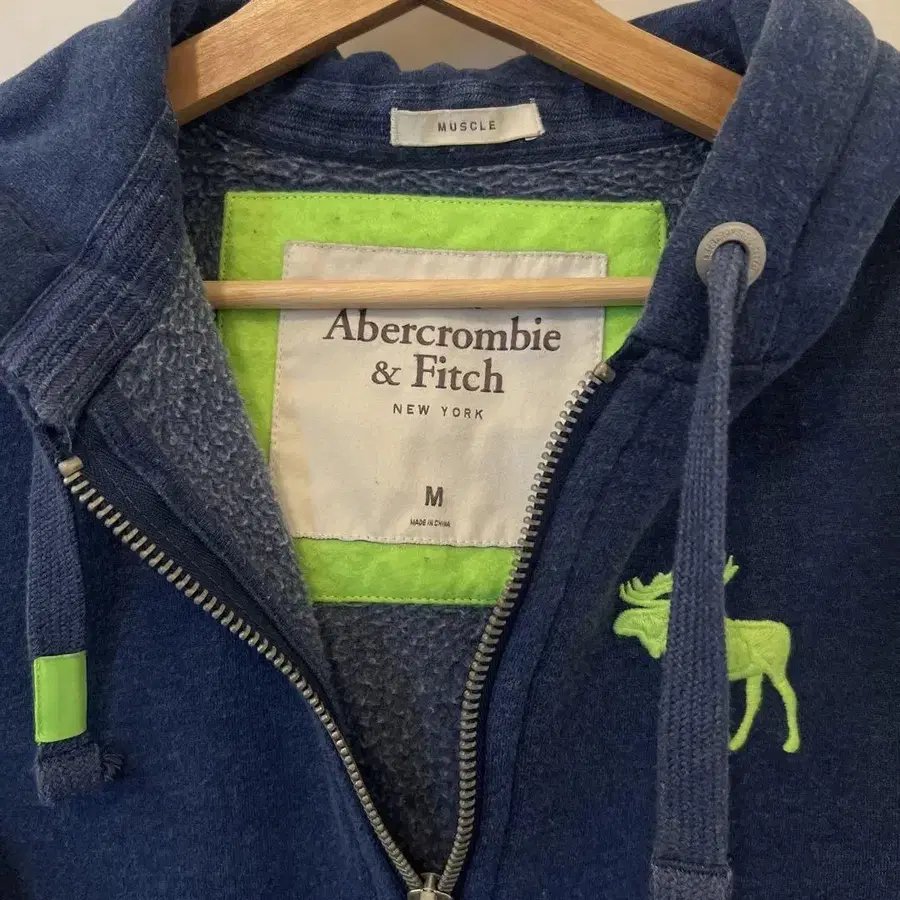 MUSCLE
Abercrombie
& Fitch
NEW YORK
M
MADE IN CHINA